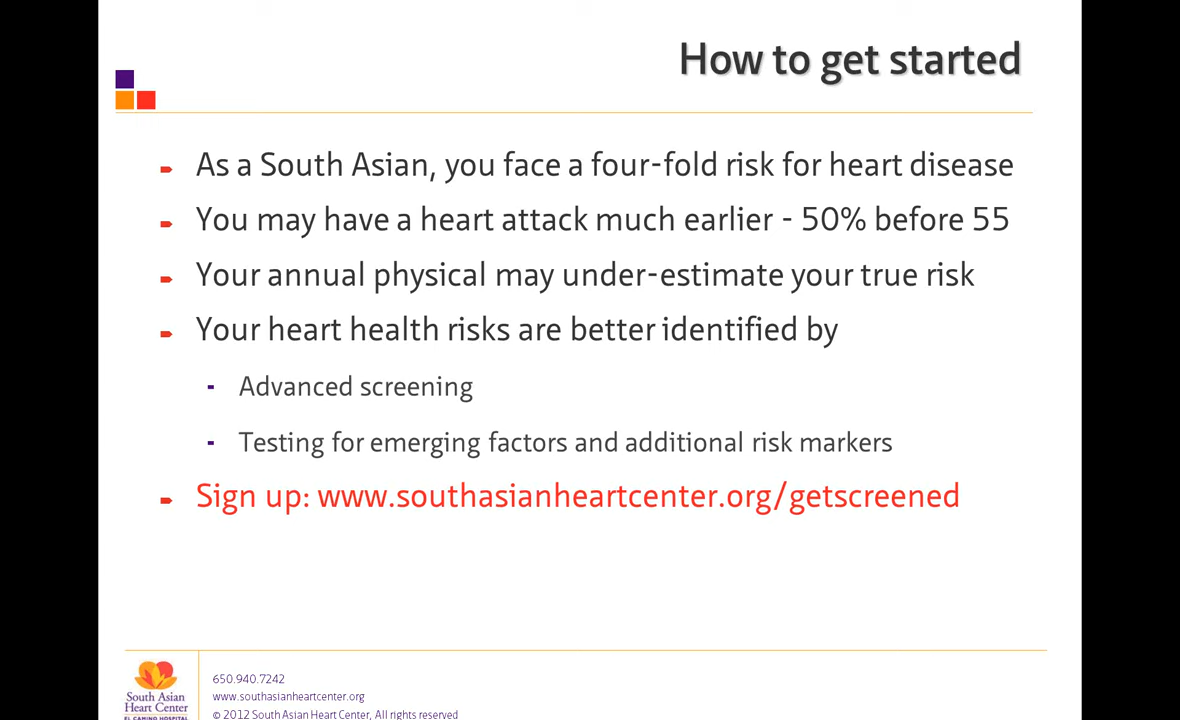 How to get started
As a South Asian, you face a four-fold risk for heart disease
You may have a heart attack much earlier - 50% before 55
Your annual physical may under-estimate your true risk
Your heart health risks are better identified by
- Advanced screening
- Testing for emerging factors and additional risk markers
Sign up: www.southasianheartcenter.org/getscreened
South Asian
Heart Center
EL CAMINO HOSPITAL
650.940.7242
www.southasianheartcenter.org
© 2012 South Asian Heart Center, All rights reserved